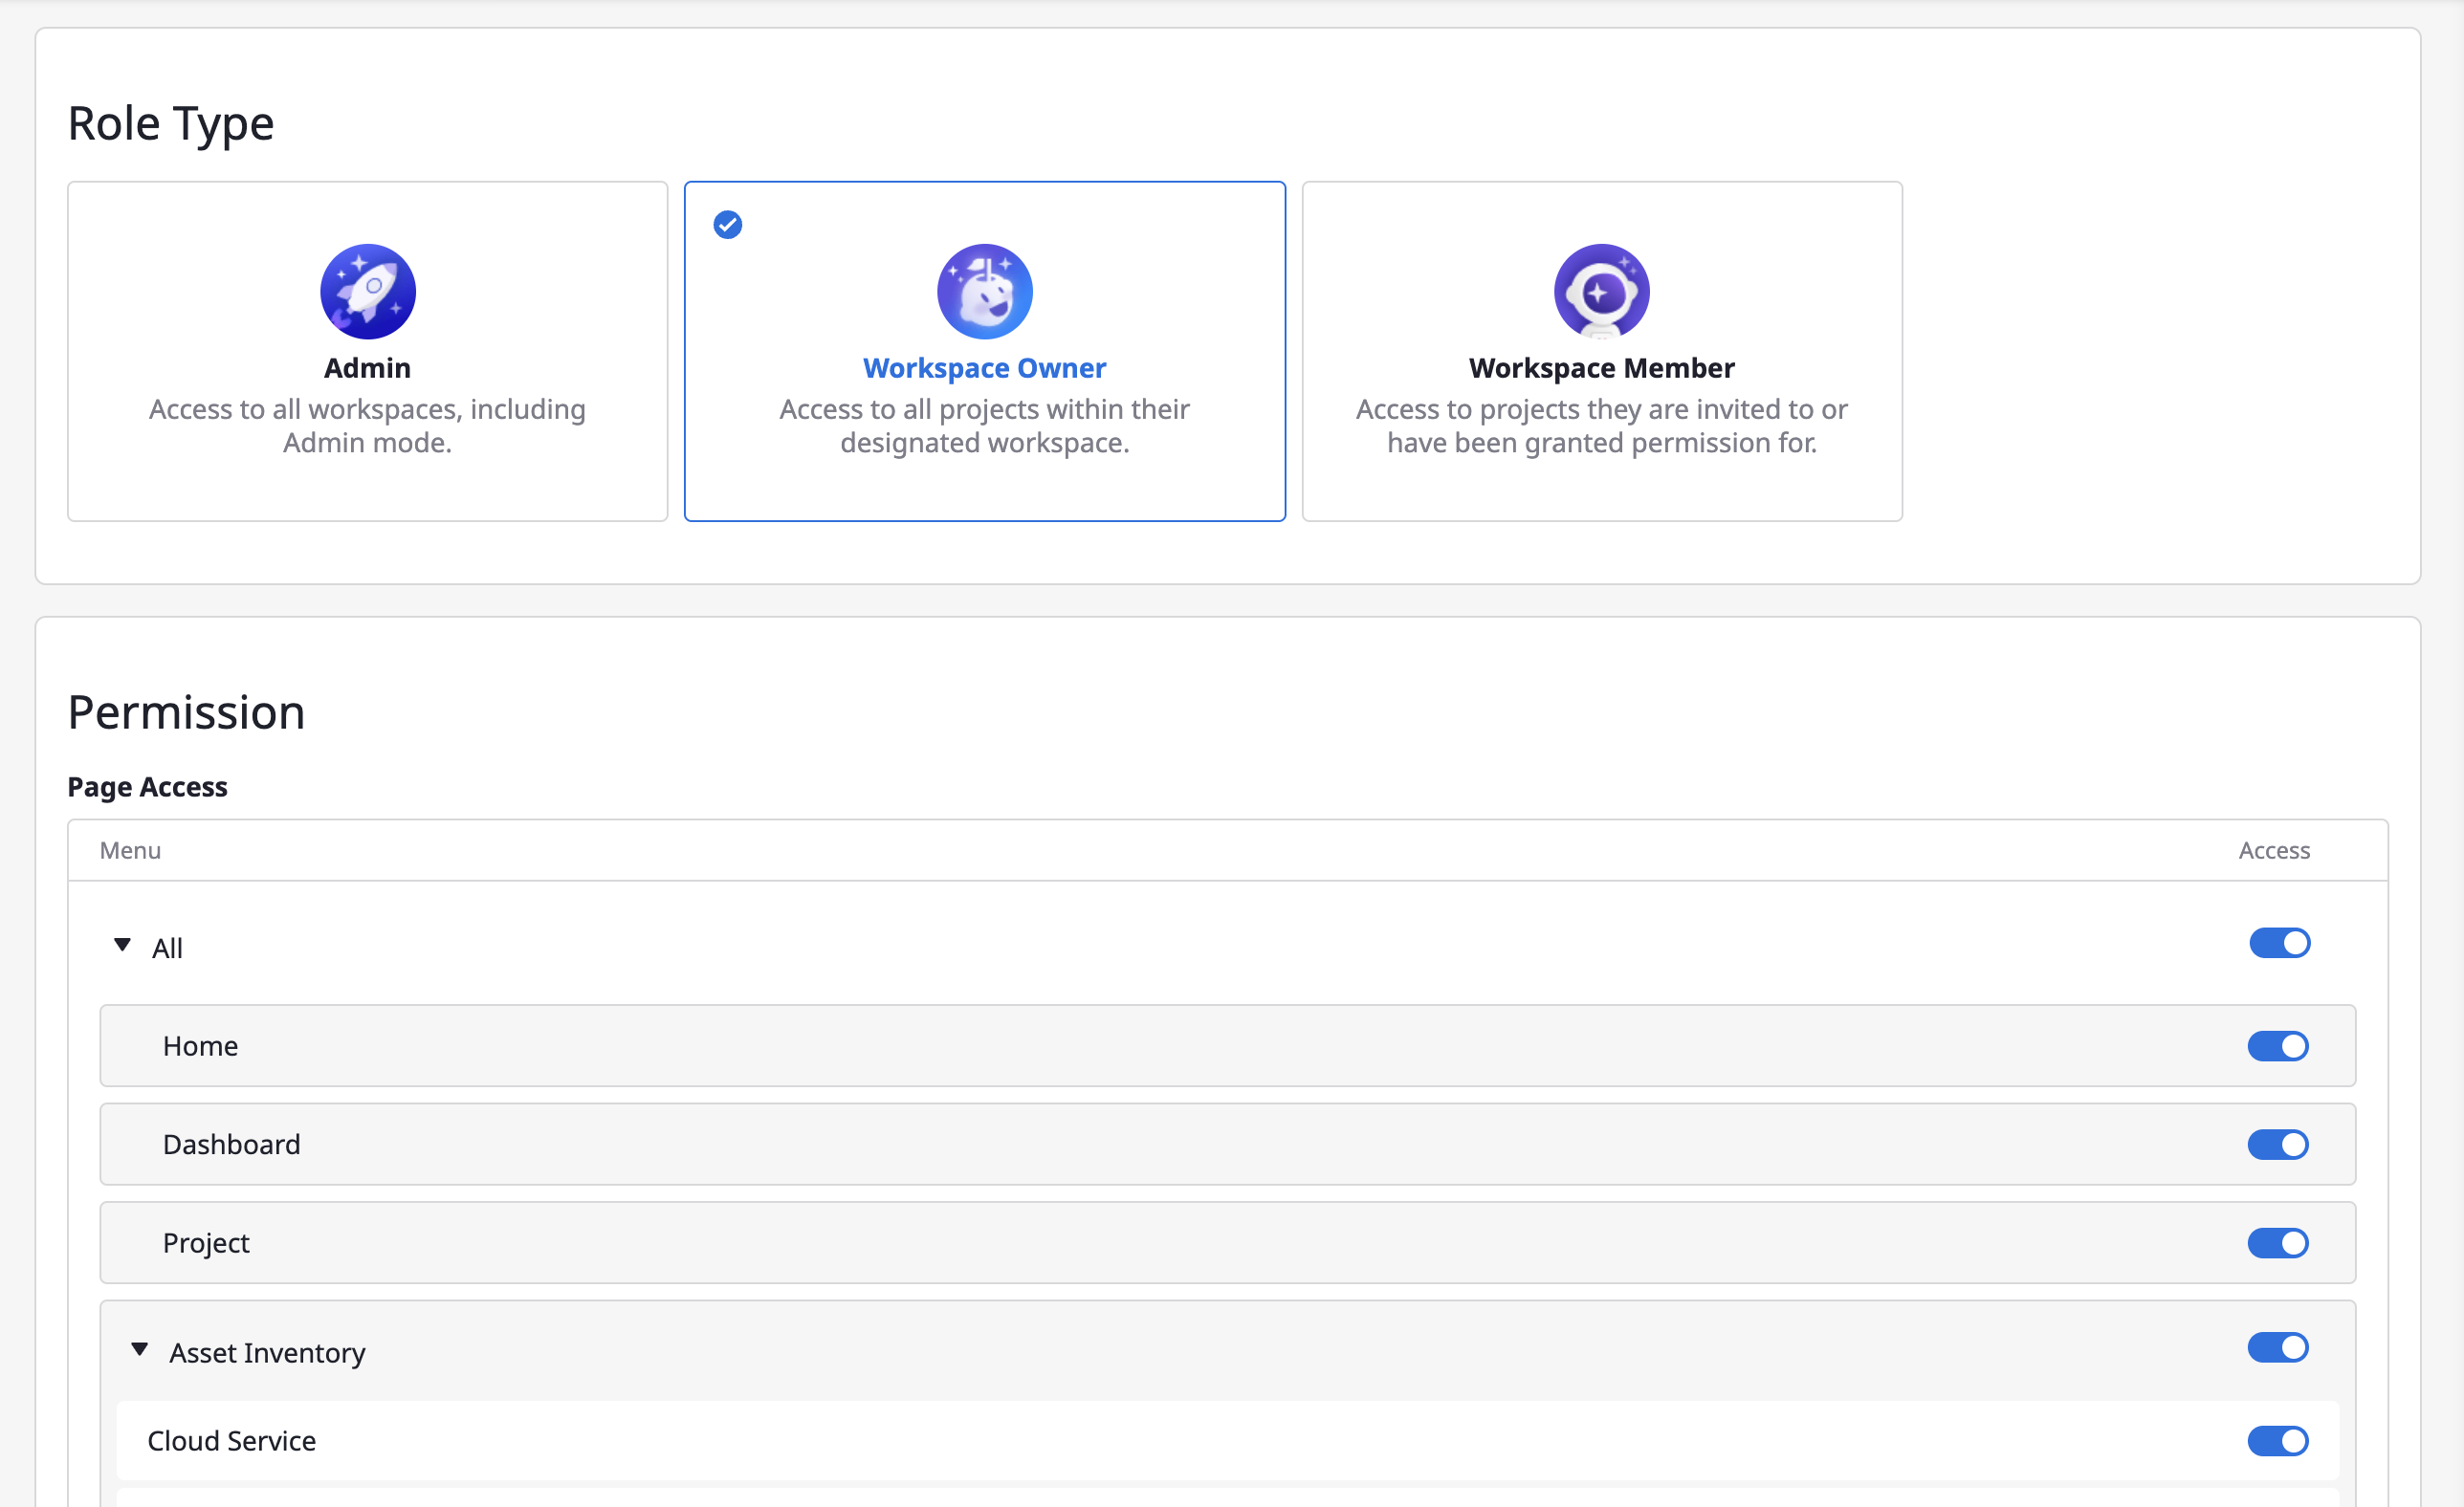 Role Type
Admin
Access to all workspaces, including
Admin mode.
Workspace Owner
Access to all projects within their
designated workspace.
Workspace Member
Access to projects they are invited to or
have been granted permission for.
Permission
Page Access
Menu Access
All
Home
Dashboard
Project
Asset Inventory
Cloud Service